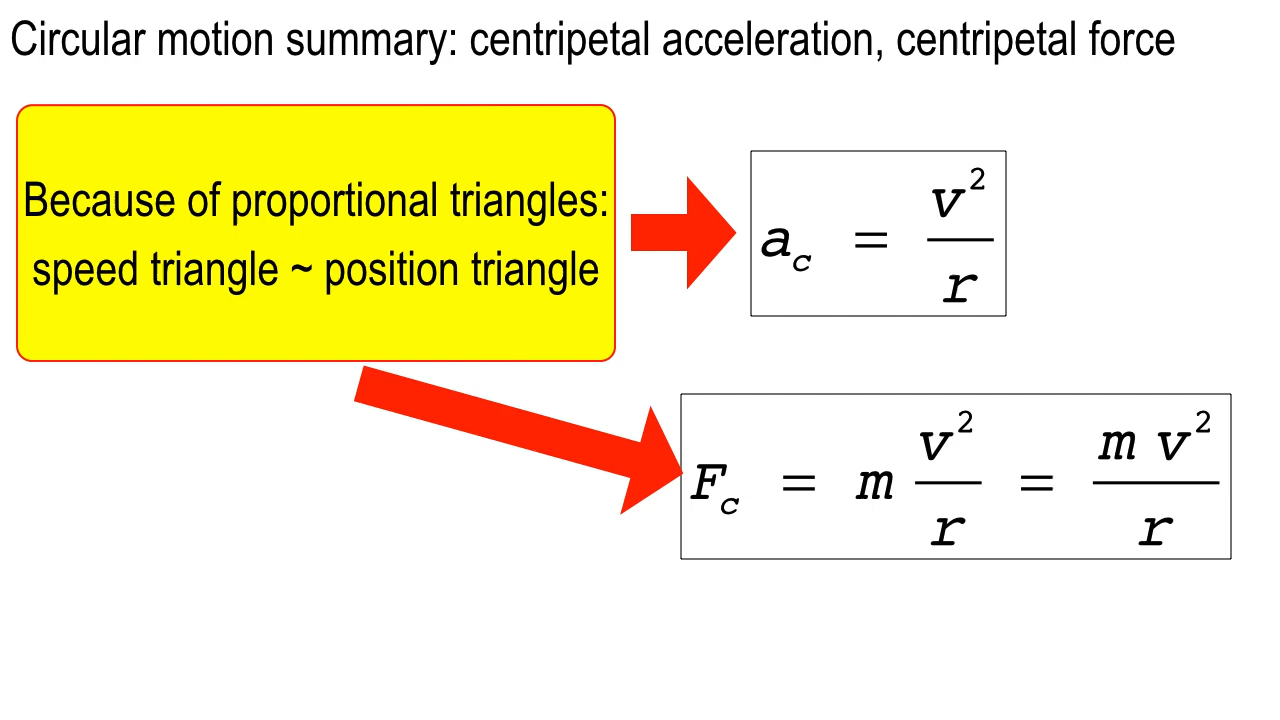 Circular motion summary: centripetal acceleration, centripetal force
Because of proportional triangles:
speed triangle ~ position triangle
a_c = v^2 / r
F_c = m v^2 / r = m v^2 / r